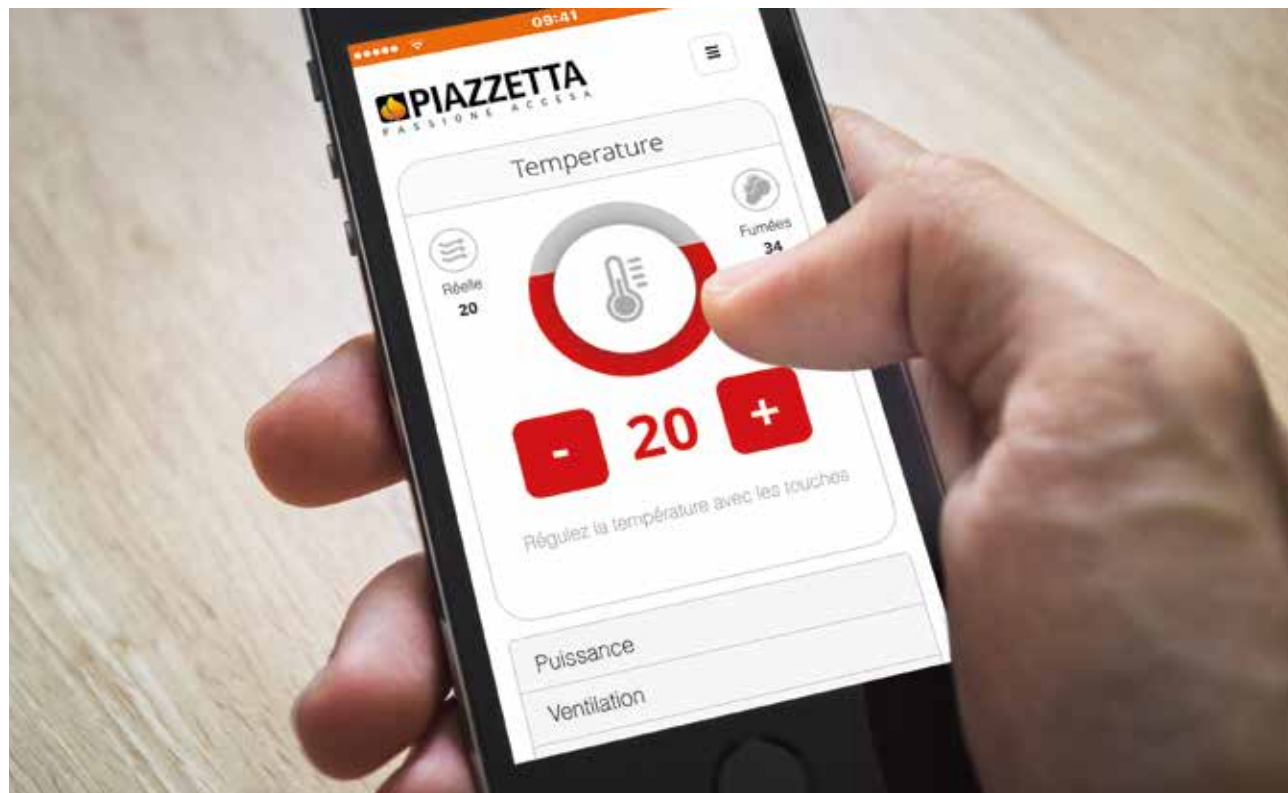 09:41
PIAZZETTA
PASSIONE ACCESA
Temperature
Réelle
20
Fumées
34
- 20 +
Régulez la température avec les touches
Puissance
Ventilation